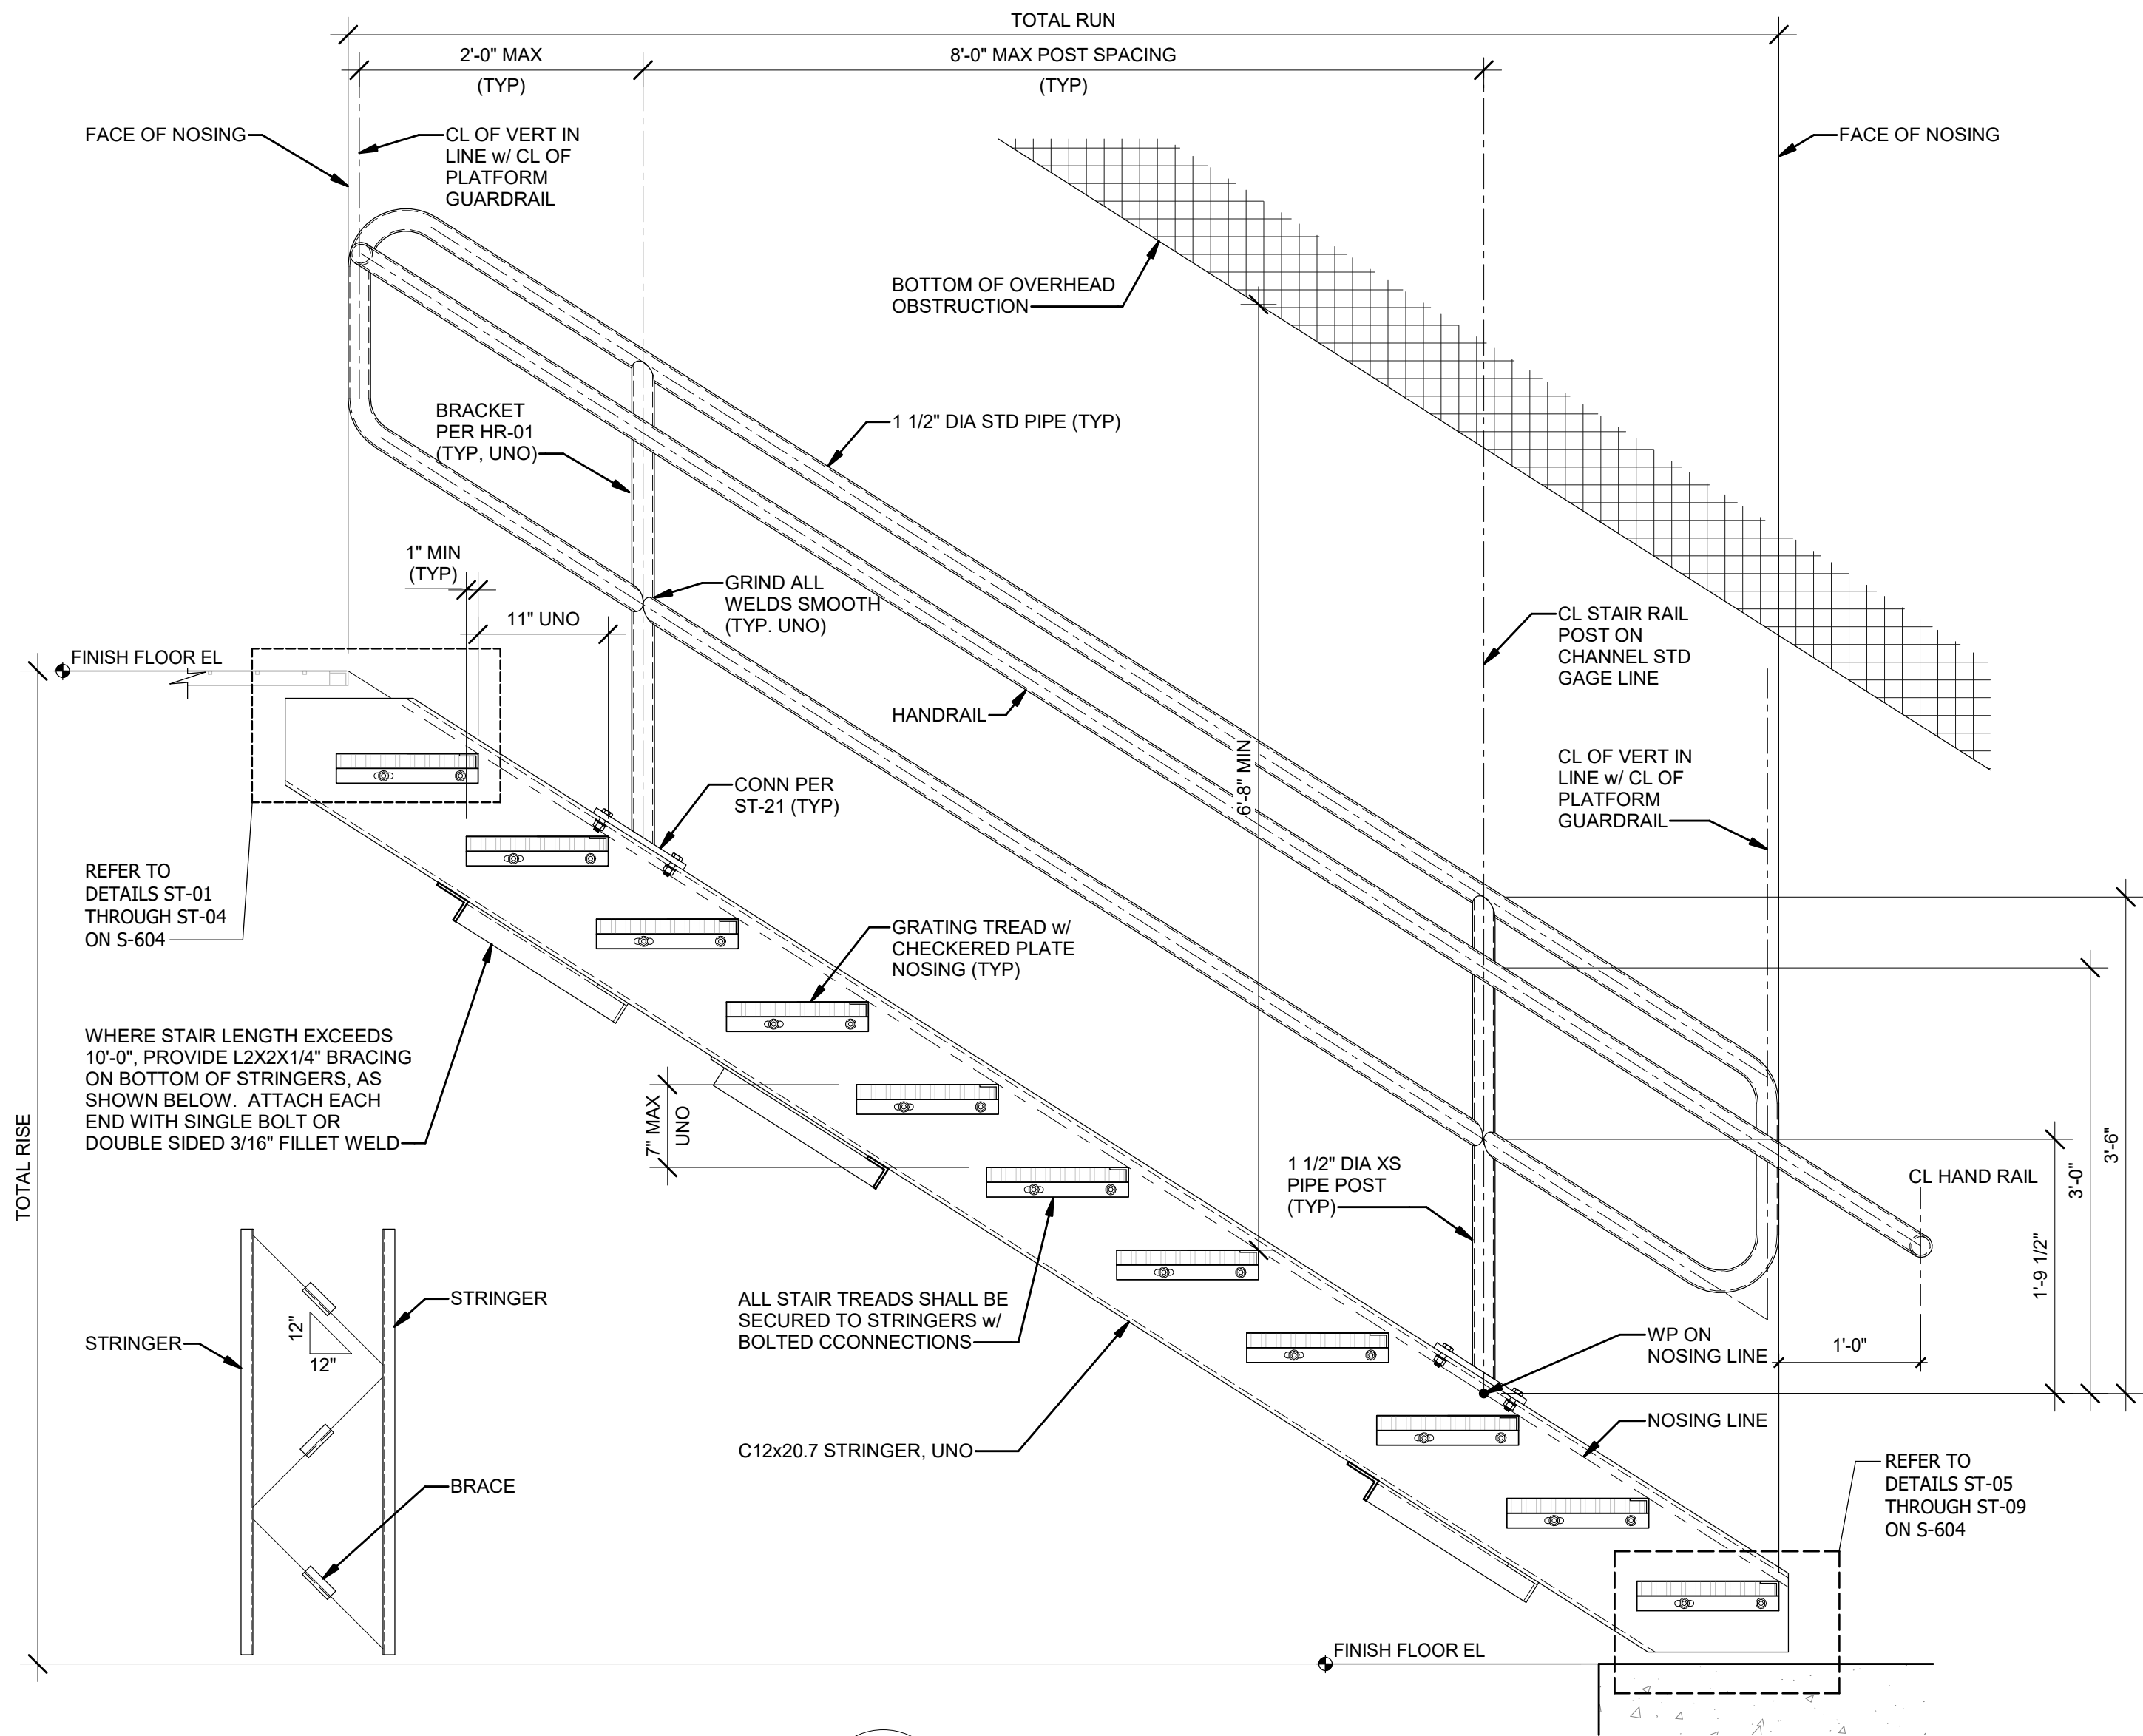 TOTAL RUN
2'-0" MAX
(TYP)
8'-0" MAX POST SPACING
(TYP)
FACE OF NOSING
CL OF VERT IN
LINE w/ CL OF
PLATFORM
GUARDRAIL
FACE OF NOSING
BOTTOM OF OVERHEAD
OBSTRUCTION
BRACKET
PER HR-01
(TYP, UNO)
1 1/2" DIA STD PIPE (TYP)
1" MIN
(TYP)
11" UNO
GRIND ALL
WELDS SMOOTH
(TYP. UNO)
CL STAIR RAIL
POST ON
CHANNEL STD
GAGE LINE
FINISH FLOOR EL
HANDRAIL
6'-8" MIN
CL OF VERT IN
LINE w/ CL OF
PLATFORM
GUARDRAIL
CONN PER
ST-21 (TYP)
REFER TO
DETAILS ST-01
THROUGH ST-04
ON S-604
GRATING TREAD w/
CHECKERED PLATE
NOSING (TYP)
WHERE STAIR LENGTH EXCEEDS
10'-0", PROVIDE L2X2X1/4" BRACING
ON BOTTOM OF STRINGERS, AS
SHOWN BELOW.  ATTACH EACH
END WITH SINGLE BOLT OR
DOUBLE SIDED 3/16" FILLET WELD
7" MAX
UNO
TOTAL RISE
1 1/2" DIA XS
PIPE POST
(TYP)
CL HAND RAIL
3'-6"
3'-0"
1'-9 1/2"
STRINGER
STRINGER
12"
12"
ALL STAIR TREADS SHALL BE
SECURED TO STRINGERS w/
BOLTED CCONNECTIONS
WP ON
NOSING LINE
1'-0"
NOSING LINE
C12x20.7 STRINGER, UNO
BRACE
REFER TO
DETAILS ST-05
THROUGH ST-09
ON S-604
FINISH FLOOR EL